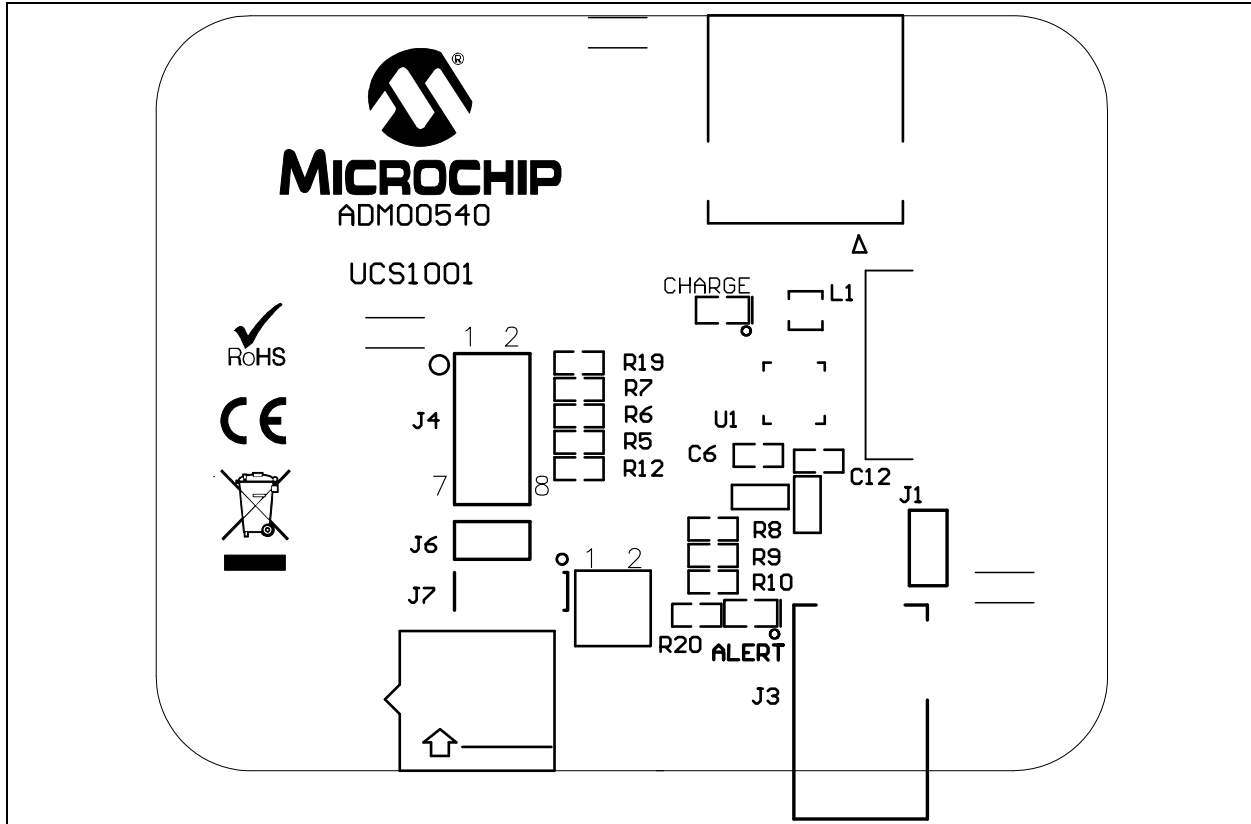 ®
MICROCHIP
ADM00540
UCS1001
CHARGE
L1
RoHS
1 2
R19
R7
J4
R6
U1
R5
C6
R12
C12
7 8
J1
R8
J6
R9
1 2
R10
J7
R20
ALERT
J3
CE